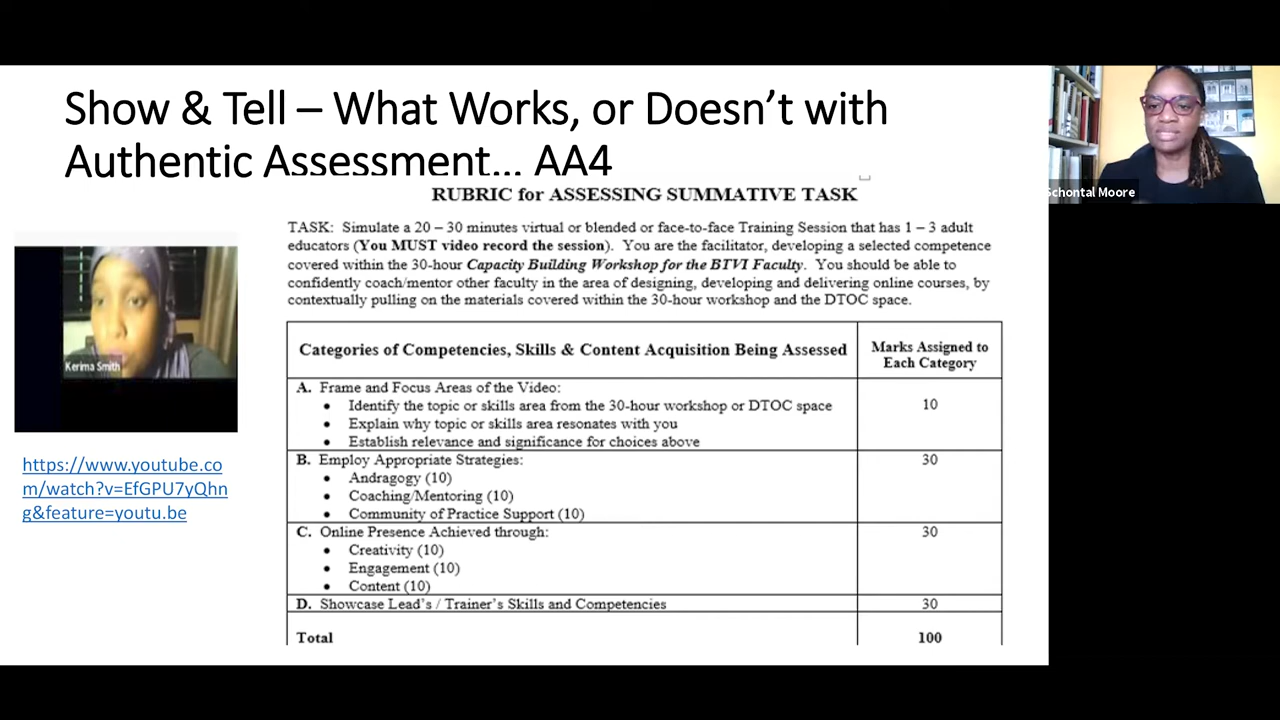 Show & Tell – What Works, or Doesn't with
Authentic Assessment… AA4
RUBRIC for ASSESSING SUMMATIVE TASK
TASK: Simulate a 20 – 30 minutes virtual or blended or face-to-face Training Session that has 1 – 3 adult
educators (You MUST video record the session). You are the facilitator, developing a selected competence
covered within the 30-hour Capacity Building Workshop for the BTVI Faculty. You should be able to
confidently coach/mentor other faculty in the area of designing, developing and delivering online courses, by
contextually pulling on the materials covered within the 30-hour workshop and the DTOC space.
Categories of Competencies, Skills & Content Acquisition Being Assessed
Marks Assigned to
Each Category
A. Frame and Focus Areas of the Video:
• Identify the topic or skills area from the 30-hour workshop or DTOC space
10
• Explain why topic or skills area resonates with you
• Establish relevance and significance for choices above
B. Employ Appropriate Strategies:
30
• Andragogy (10)
• Coaching/Mentoring (10)
• Community of Practice Support (10)
C. Online Presence Achieved through:
30
• Creativity (10)
• Engagement (10)
• Content (10)
D. Showcase Lead's / Trainer's Skills and Competencies
30
Total
100
Kerima Smith
https://www.youtube.co
m/watch?v=EfGPU7yQhn
g&feature=youtu.be
Schontal Moore